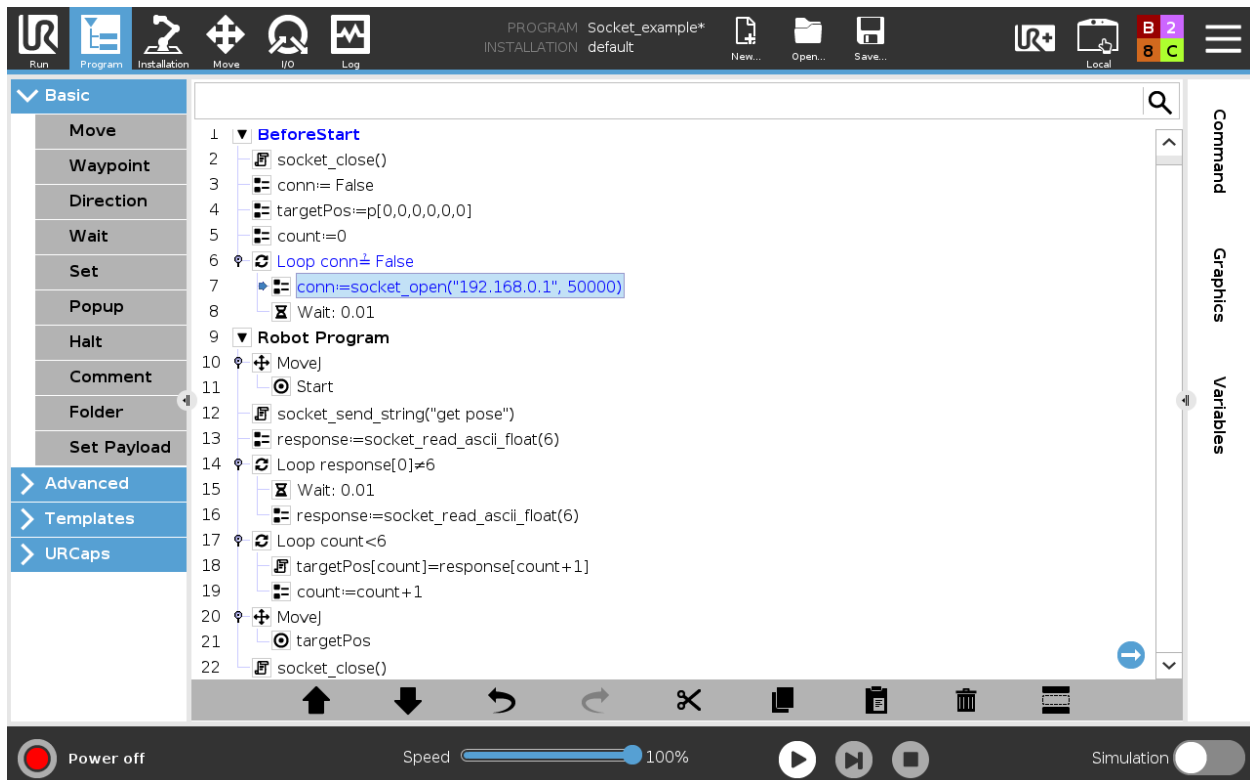 PROGRAM Socket_example*
INSTALLATION default
UR
UR+
B 2
8 C
Run Program Installation Move I/O Log New... Open... Save... Local
Basic
Move
Waypoint
Direction
Wait
Set
Popup
Halt
Comment
Folder
Set Payload
Advanced
Templates
URCaps
1 BeforeStart
2 socket_close()
3 conn:= False
4 targetPos:=p[0,0,0,0,0,0]
5 count:=0
6 Loop conn≟ False
7 conn:=socket_open("192.168.0.1", 50000)
8 Wait: 0.01
9 Robot Program
10 MoveJ
11 Start
12 socket_send_string("get pose")
13 response:=socket_read_ascii_float(6)
14 Loop response[0]≠6
15 Wait: 0.01
16 response:=socket_read_ascii_float(6)
17 Loop count<6
18 targetPos[count]=response[count+1]
19 count:=count+1
20 MoveJ
21 targetPos
22 socket_close()
Command
Graphics
Variables
Power off
Speed 100%
Simulation